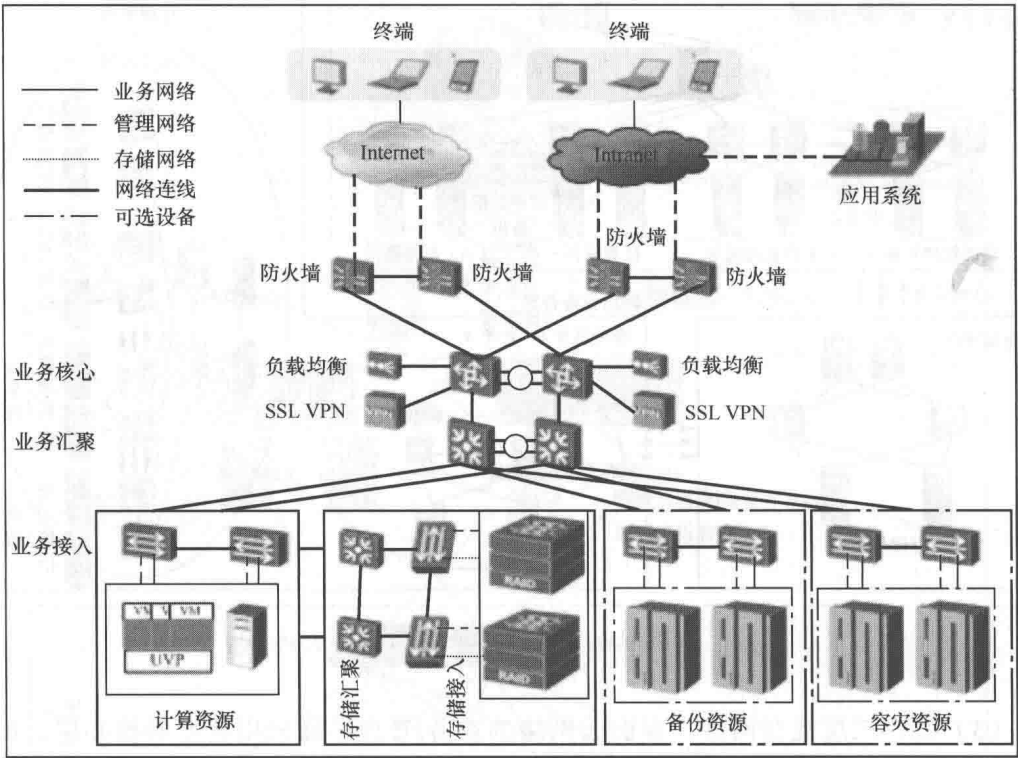 终端 终端
业务网络
管理网络
存储网络
网络连线
可选设备
Internet
Intranet
应用系统
防火墙
防火墙
防火墙
防火墙
业务核心
负载均衡
负载均衡
SSL VPN
SSL VPN
业务汇聚
业务接入
VM
UVP
计算资源
存储汇聚
存储接入
RAID
RAID
备份资源
容灾资源